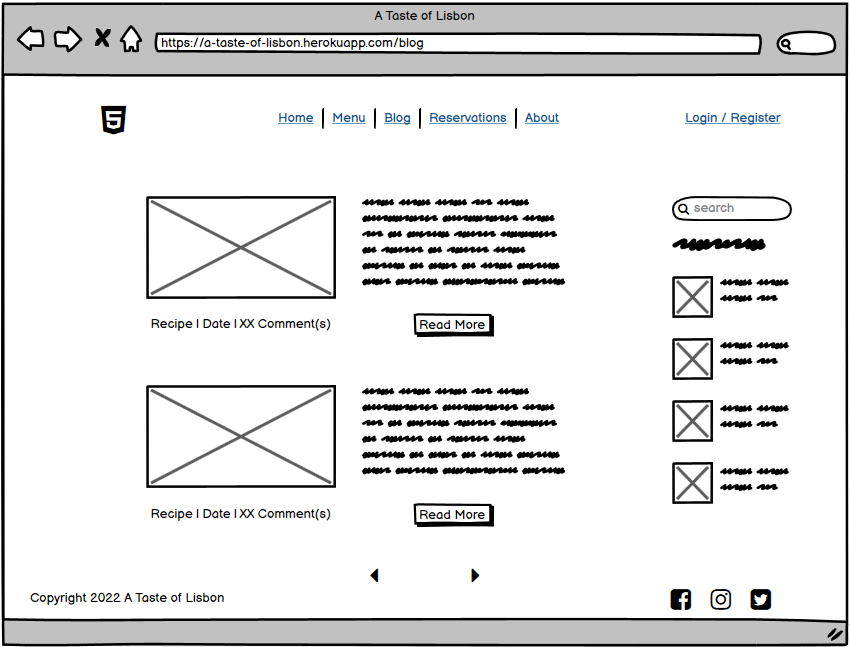 A Taste of Lisbon
https://a-taste-of-lisbon.herokuapp.com/blog
Home | Menu | Blog | Reservations | About
Login / Register
search
Recipe | Date | XX Comment(s)
Read More
Recipe | Date | XX Comment(s)
Read More
Copyright 2022 A Taste of Lisbon